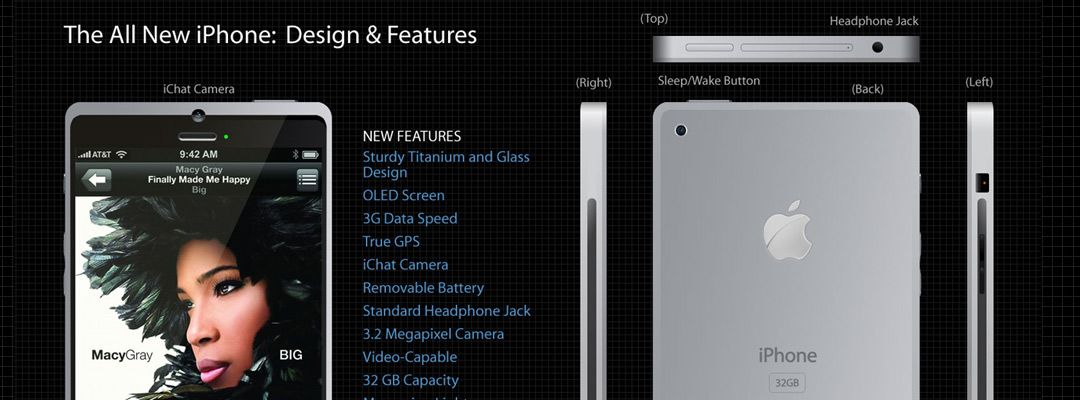 The All New iPhone: Design & Features
(Top)
Headphone Jack
iChat Camera
(Right)
Sleep/Wake Button
(Back)
(Left)
AT&T
9:42 AM
Macy Gray
Finally Made Me Happy
Big
MacyGray
BIG
NEW FEATURES
Sturdy Titanium and Glass
Design
OLED Screen
3G Data Speed
True GPS
iChat Camera
Removable Battery
Standard Headphone Jack
3.2 Megapixel Camera
Video-Capable
32 GB Capacity
iPhone
32GB